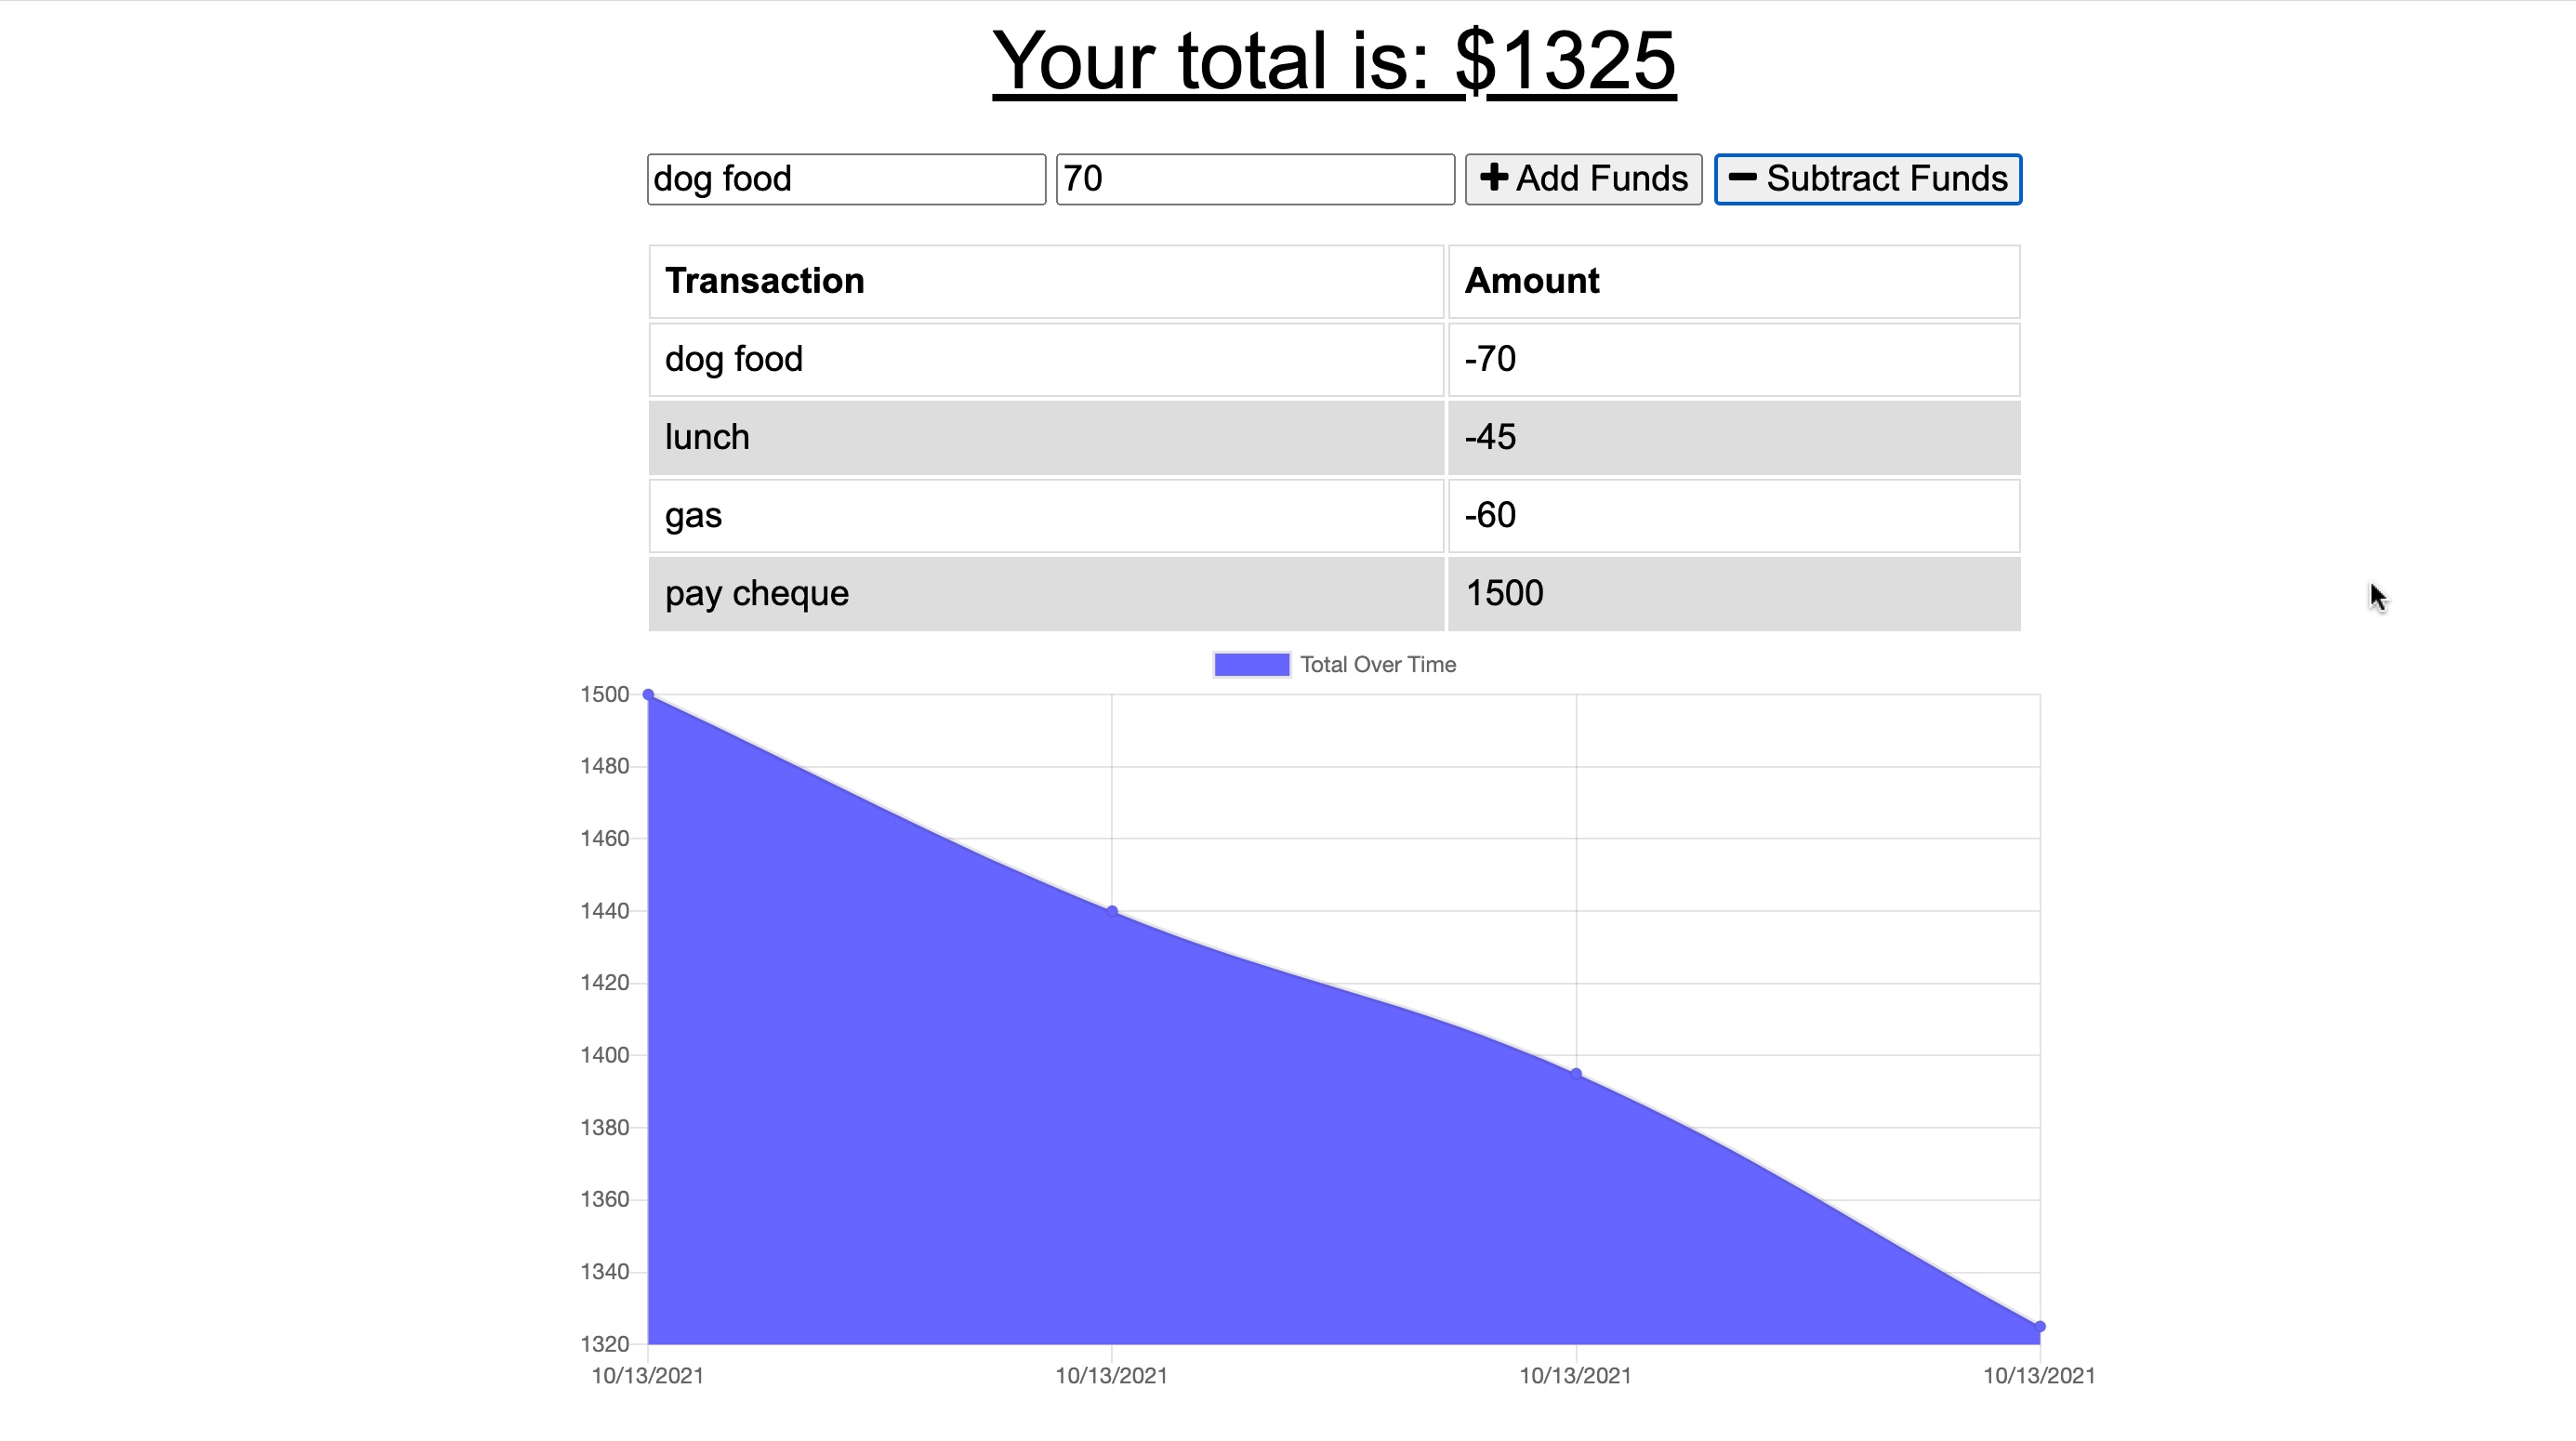 Your total is: $1325
dog food 70 Add Funds Subtract Funds
Transaction Amount
dog food -70
lunch -45
gas -60
pay cheque 1500
Total Over Time
1500
1480
1460
1440
1420
1400
1380
1360
1340
1320
10/13/2021 10/13/2021 10/13/2021 10/13/2021